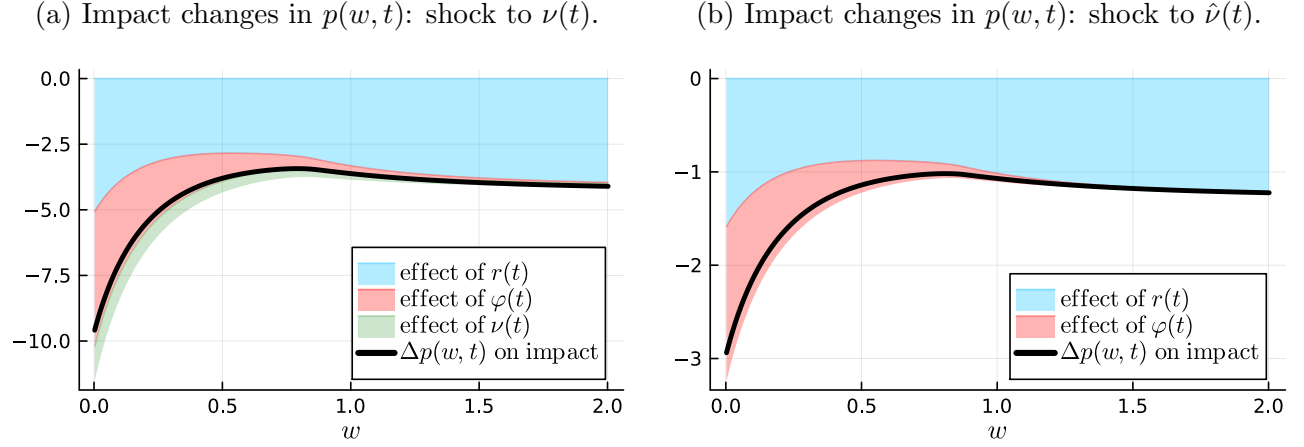 (a) Impact changes in p(w, t): shock to ν(t).
0.0
−2.5
−5.0
−7.5
−10.0
effect of r(t)
effect of φ(t)
effect of ν(t)
Δp(w, t) on impact
0.0 0.5 1.0 1.5 2.0
w
(b) Impact changes in p(w, t): shock to ν̂(t).
0
−1
−2
−3
effect of r(t)
effect of φ(t)
Δp(w, t) on impact
0.0 0.5 1.0 1.5 2.0
w